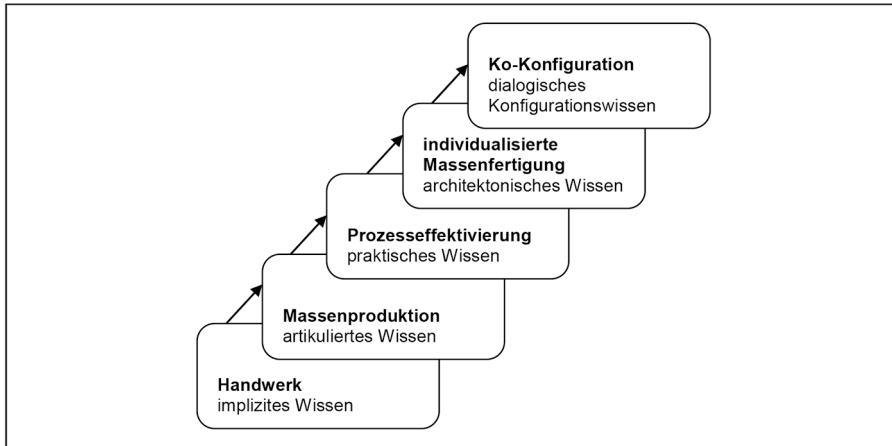 Ko-Konfiguration
dialogisches
Konfigurationswissen
individualisierte
Massenfertigung
architektonisches Wissen
Prozesseffektivierung
praktisches Wissen
Massenproduktion
artikuliertes Wissen
Handwerk
implizites Wissen